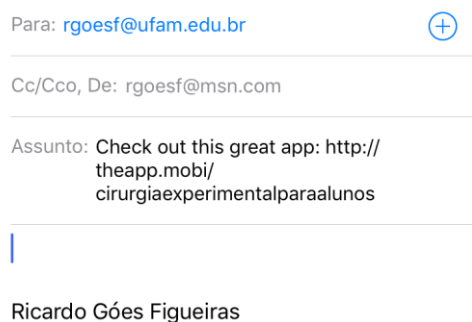 Para: rgoesf@ufam.edu.br
Cc/Cco, De: rgoesf@msn.com
Assunto: Check out this great app: http://
theapp.mobi/
cirurgiaexperimentalparaalunos
Ricardo Góes Figueiras